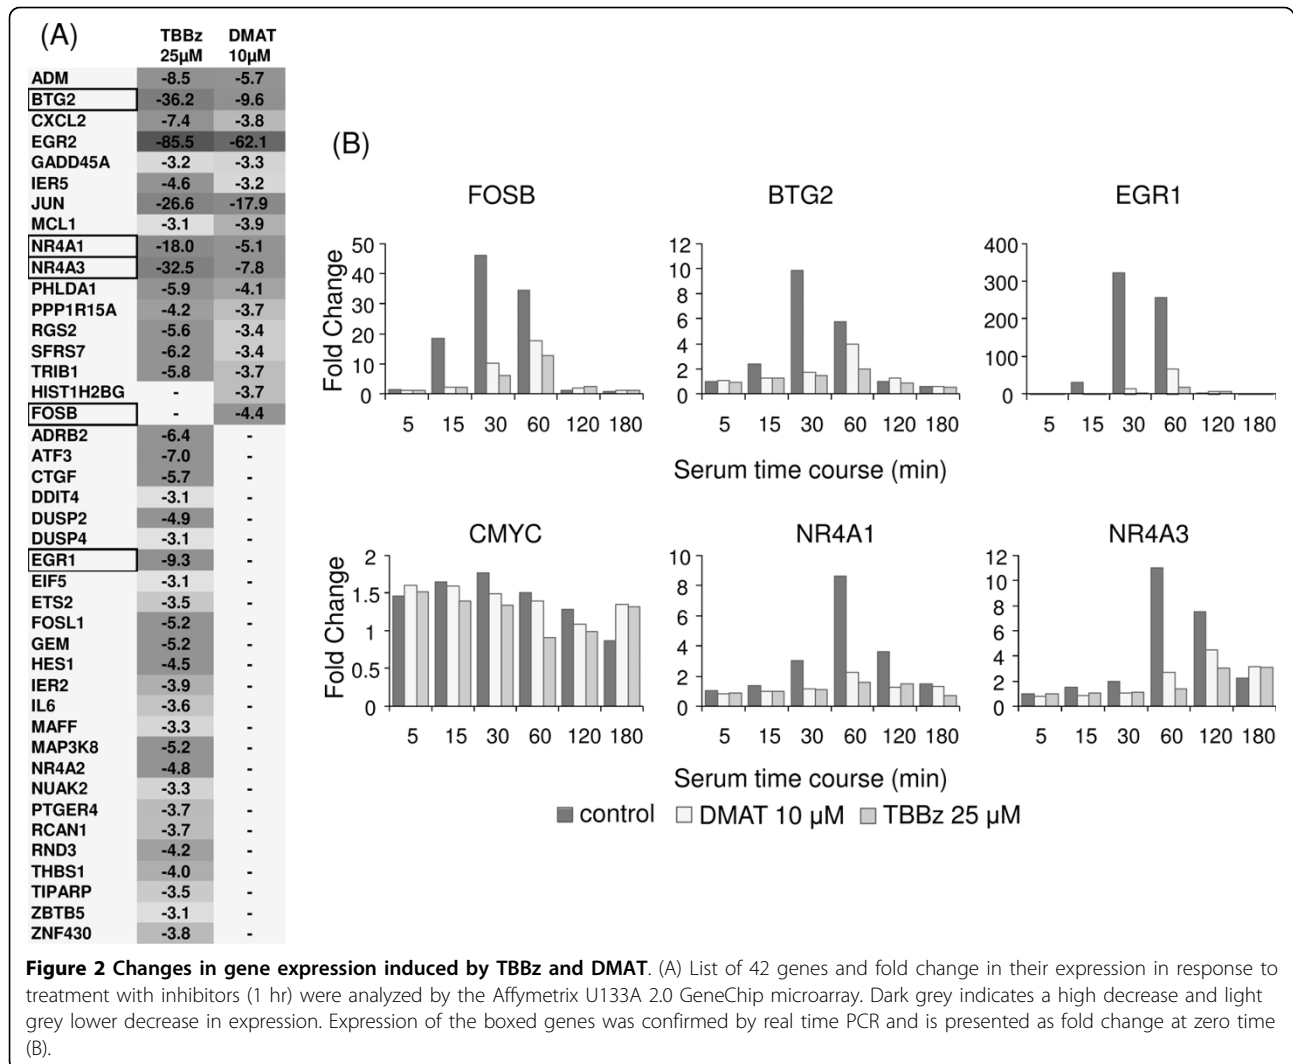 (A)
TBBz DMAT
25µM 10µM
ADM -8.5 -5.7
BTG2 -36.2 -9.6
CXCL2 -7.4 -3.8
EGR2 -85.5 -62.1
GADD45A -3.2 -3.3
IER5 -4.6 -3.2
JUN -26.6 -17.9
MCL1 -3.1 -3.9
NR4A1 -18.0 -5.1
NR4A3 -32.5 -7.8
PHLDA1 -5.9 -4.1
PPP1R15A -4.2 -3.7
RGS2 -5.6 -3.4
SFRS7 -6.2 -3.4
TRIB1 -5.8 -3.7
HIST1H2BG - -3.7
FOSB - -4.4
ADRB2 -6.4 -
ATF3 -7.0 -
CTGF -5.7 -
DDIT4 -3.1 -
DUSP2 -4.9 -
DUSP4 -3.1 -
EGR1 -9.3 -
EIF5 -3.1 -
ETS2 -3.5 -
FOSL1 -5.2 -
GEM -5.2 -
HES1 -4.5 -
IER2 -3.9 -
IL6 -3.6 -
MAFF -3.3 -
MAP3K8 -5.2 -
NR4A2 -4.8 -
NUAK2 -3.3 -
PTGER4 -3.7 -
RCAN1 -3.7 -
RND3 -4.2 -
THBS1 -4.0 -
TIPARP -3.5 -
ZBTB5 -3.1 -
ZNF430 -3.8 -
(B)
FOSB
Fold Change
50
40
30
20
10
0
5 15 30 60 120 180
BTG2
12
10
8
6
4
2
0
5 15 30 60 120 180
EGR1
400
300
200
100
0
5 15 30 60 120 180
Serum time course (min)
CMYC
Fold Change
2
1.5
1
0.5
0
5 15 30 60 120 180
NR4A1
10
8
6
4
2
0
5 15 30 60 120 180
NR4A3
12
10
8
6
4
2
0
5 15 30 60 120 180
Serum time course (min)
control DMAT 10 µM TBBz 25 µM
Figure 2 Changes in gene expression induced by TBBz and DMAT. (A) List of 42 genes and fold change in their expression in response to
treatment with inhibitors (1 hr) were analyzed by the Affymetrix U133A 2.0 GeneChip microarray. Dark grey indicates a high decrease and light
grey lower decrease in expression. Expression of the boxed genes was confirmed by real time PCR and is presented as fold change at zero time
(B).